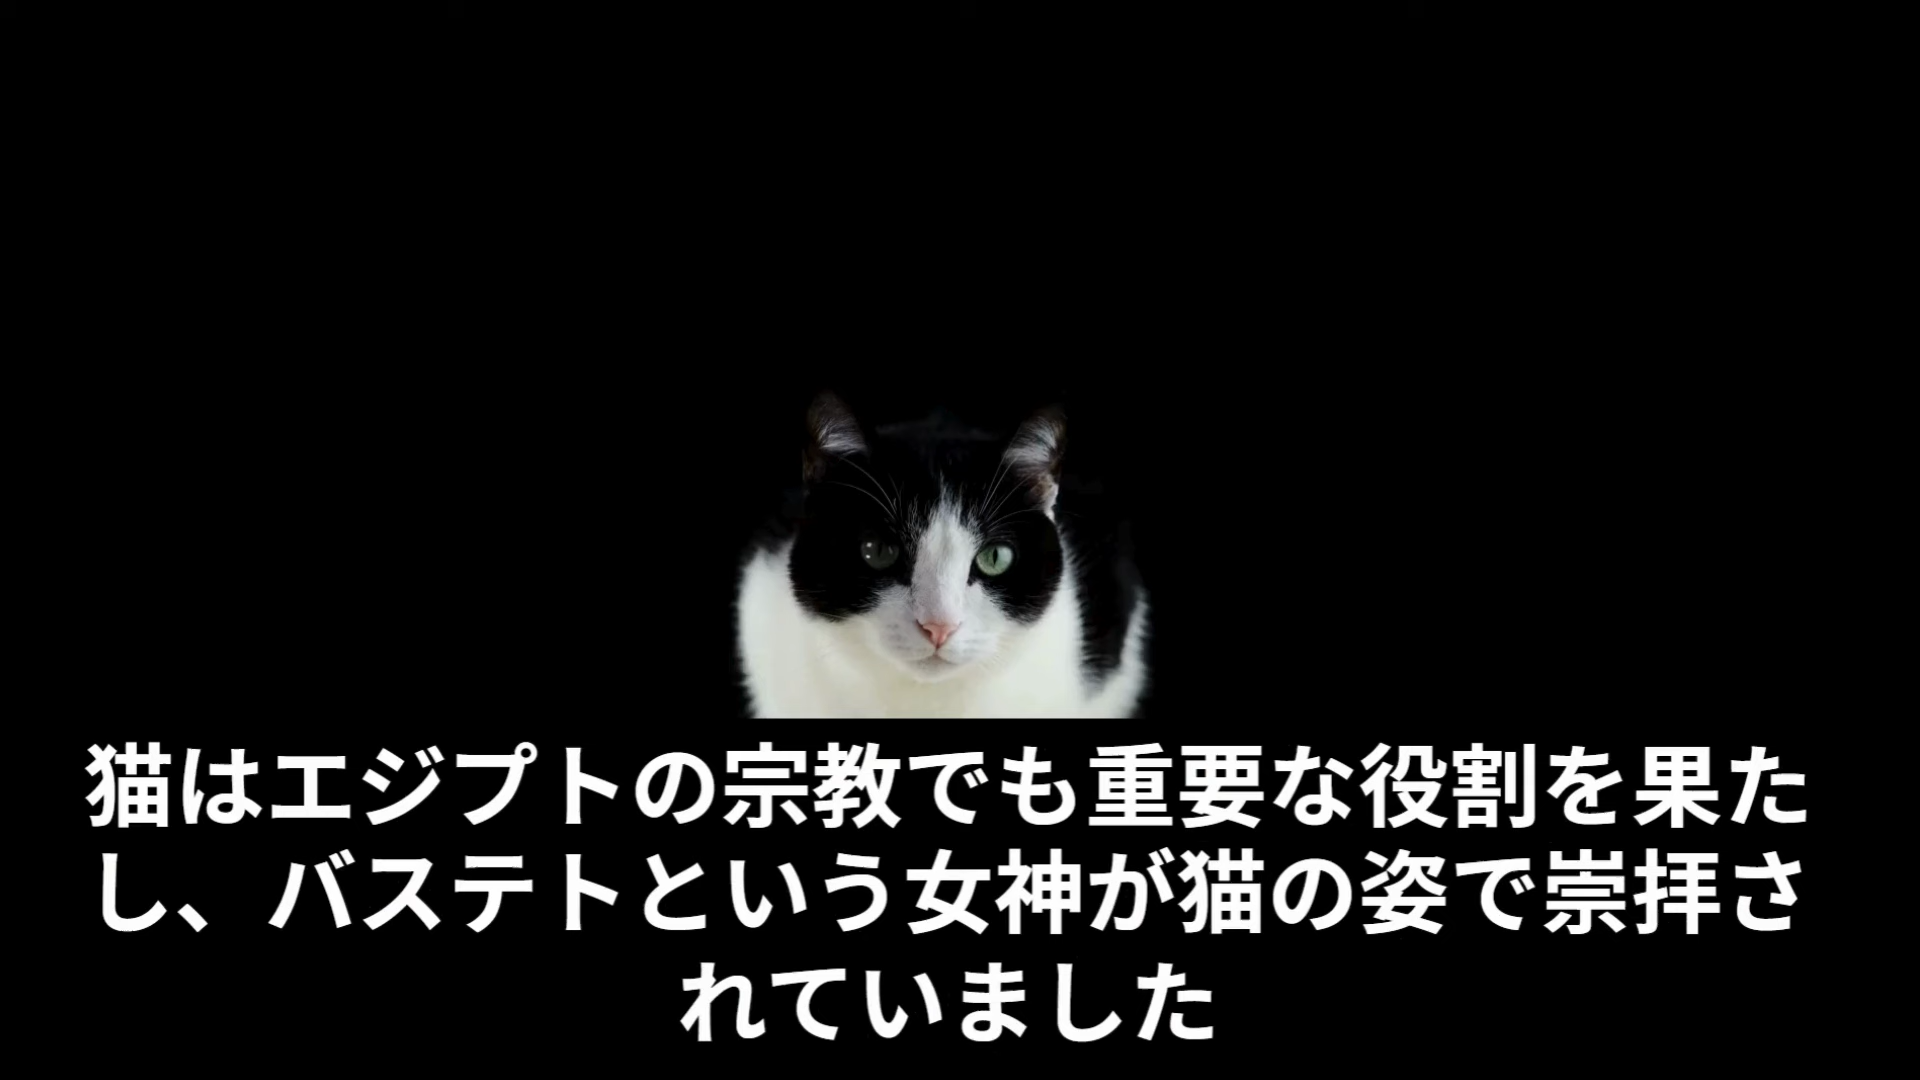 猫はエジプトの宗教でも重要な役割を果た
し、バステトという女神が猫の姿で崇拝さ
れていました